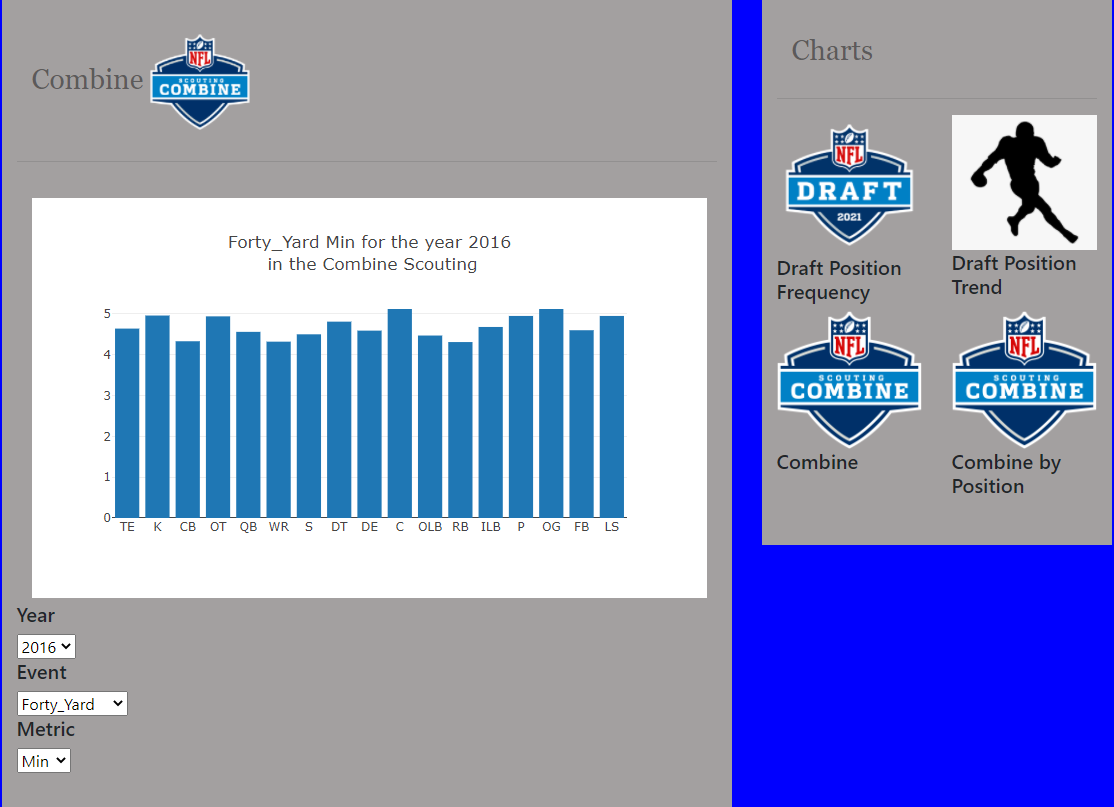 Combine
NFL
SCOUTING
COMBINE
Forty_Yard Min for the year 2016
in the Combine Scouting
5
4
3
2
1
0
TE K CB OT QB WR S DT DE C OLB RB ILB P OG FB LS
Year
2016
Event
Forty_Yard
Metric
Min
Charts
NFL
DRAFT
2021
Draft Position
Frequency
Draft Position
Trend
NFL
SCOUTING
COMBINE
Combine
NFL
SCOUTING
COMBINE
Combine by
Position